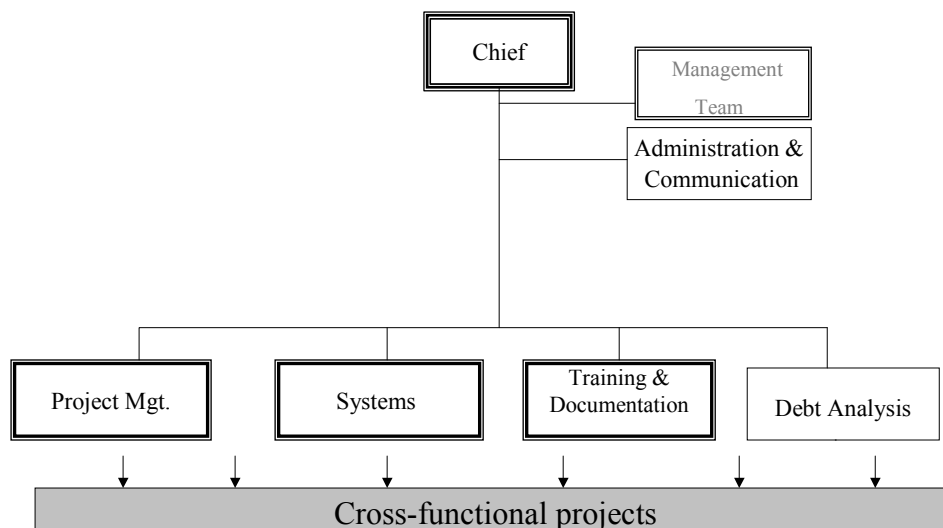 Chief
Management
Team
Administration &
Communication
Project Mgt.
Systems
Training &
Documentation
Debt Analysis
Cross-functional projects